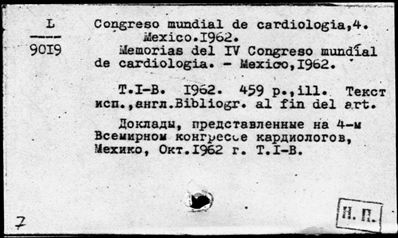 L
9019
Congreso mundial de cardiologia,4.
Mexico.1962.
Memorias del IV Congreso mundial
de cardiologia. - Mexico,1962.
T.I-B. 1962. 459 p.,ill. Текст
исп.,англ.Bibliogr. al fin del art.
Доклады, представленные на 4-м
Всемирном конгрессе кардиологов,
Мехико, Окт.1962 г. Т.I-B.
7
Н. П.